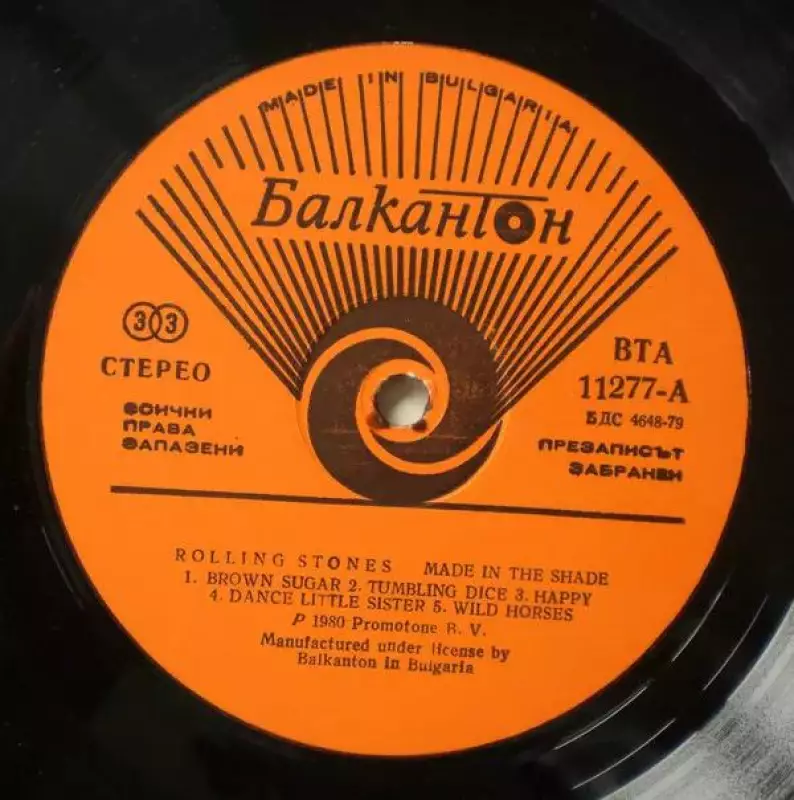 MADE IN BULGARIA
Балкантон
33
СТЕРЕО
ВСИЧКИ
ПРАВА
ЗАПАЗЕНИ
ВТА
11277-А
БДС 4648-79
ПРЕЗАПИСЪТ
ЗАБРАНЕН
ROLLING STONES MADE IN THE SHADE
1. BROWN SUGAR 2. TUMBLING DICE 3. HAPPY
4. DANCE LITTLE SISTER 5. WILD HORSES
P 1980 Promotone B. V.
Manufactured under license by
Balkanton in Bulgaria